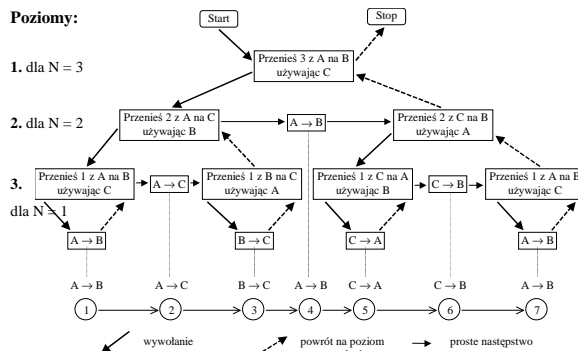 Poziomy:
Start
Stop
1. dla N = 3
Przenieś 3 z A na B
używając C
2. dla N = 2
Przenieś 2 z A na C
używając B
A → B
Przenieś 2 z C na B
używając A
3.
dla N = 1
Przenieś 1 z A na B
używając C
A → C
Przenieś 1 z B na C
używając A
Przenieś 1 z C na A
używając B
C → B
Przenieś 1 z A na B
używając C
A → B
B → C
C → A
A → B
A → B
A → C
B → C
A → B
C → A
C → B
A → B
1
2
3
4
5
6
7
wywołanie
powrót na poziom
proste następstwo